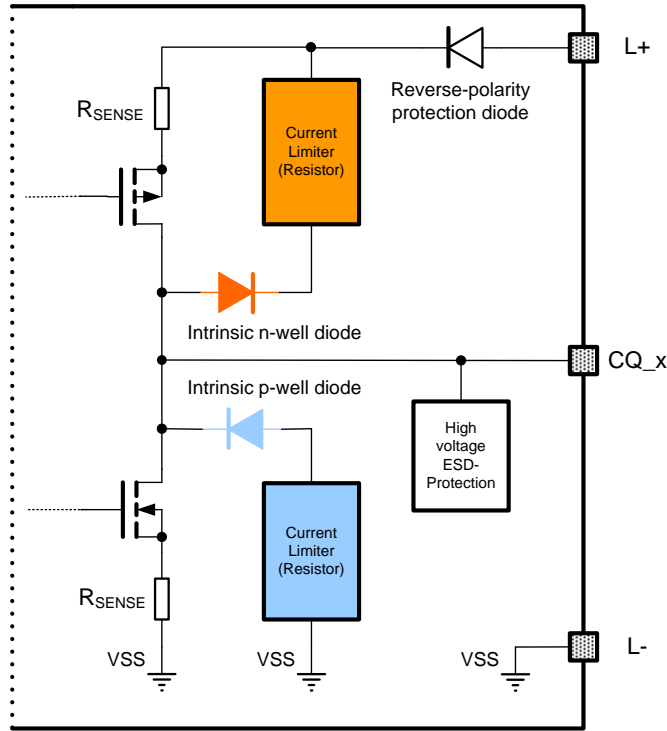 L+
Reverse-polarity
protection diode
RSENSE
Current
Limiter
(Resistor)
Intrinsic n-well diode
CQ_x
Intrinsic p-well diode
High
voltage
ESD-
Protection
Current
Limiter
(Resistor)
RSENSE
VSS
VSS
VSS
L-